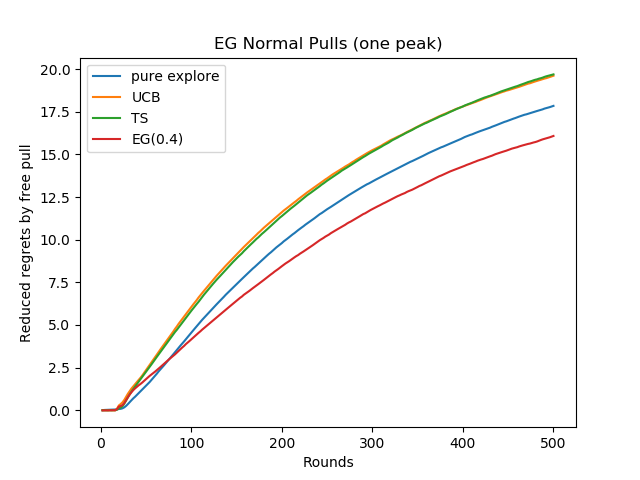 EG Normal Pulls (one peak)
pure explore
UCB
TS
EG(0.4)
Reduced regrets by free pull
20.0
17.5
15.0
12.5
10.0
7.5
5.0
2.5
0.0
0 100 200 300 400 500
Rounds